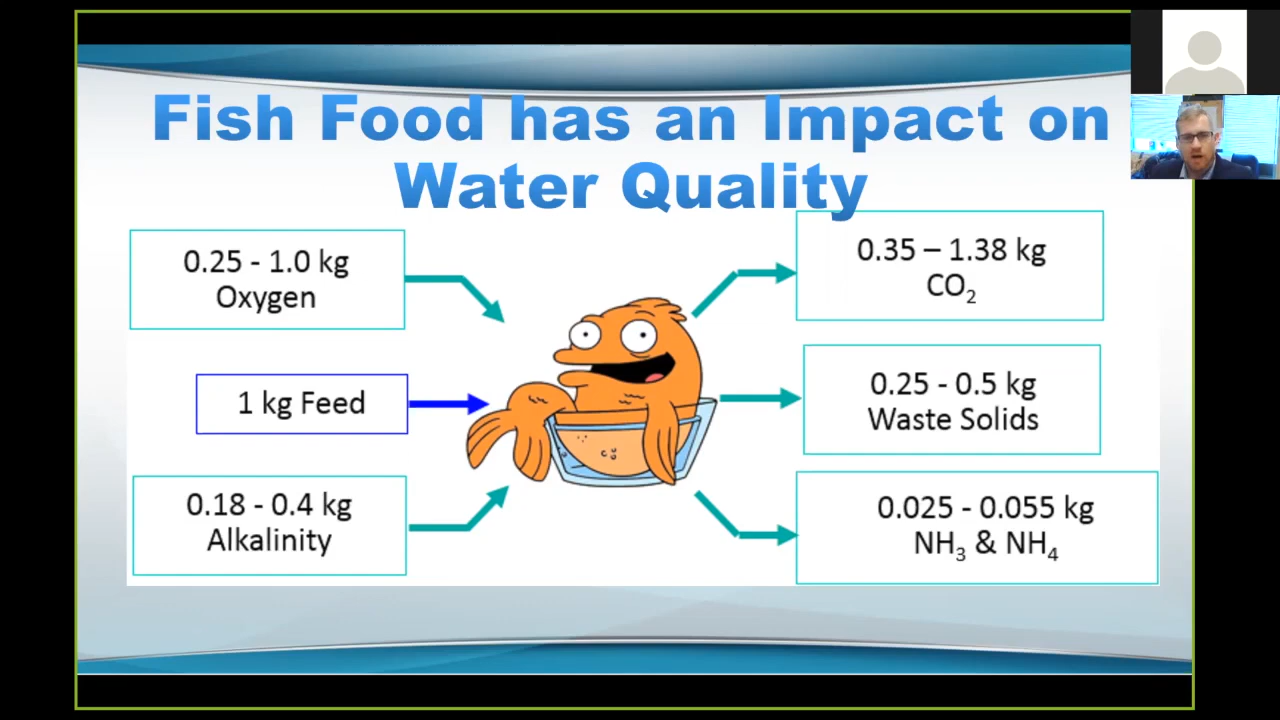 Fish Food has an Impact on
Water Quality
0.25 - 1.0 kg
Oxygen
1 kg Feed
0.18 - 0.4 kg
Alkalinity
0.35 – 1.38 kg
CO₂
0.25 - 0.5 kg
Waste Solids
0.025 - 0.055 kg
NH₃ & NH₄